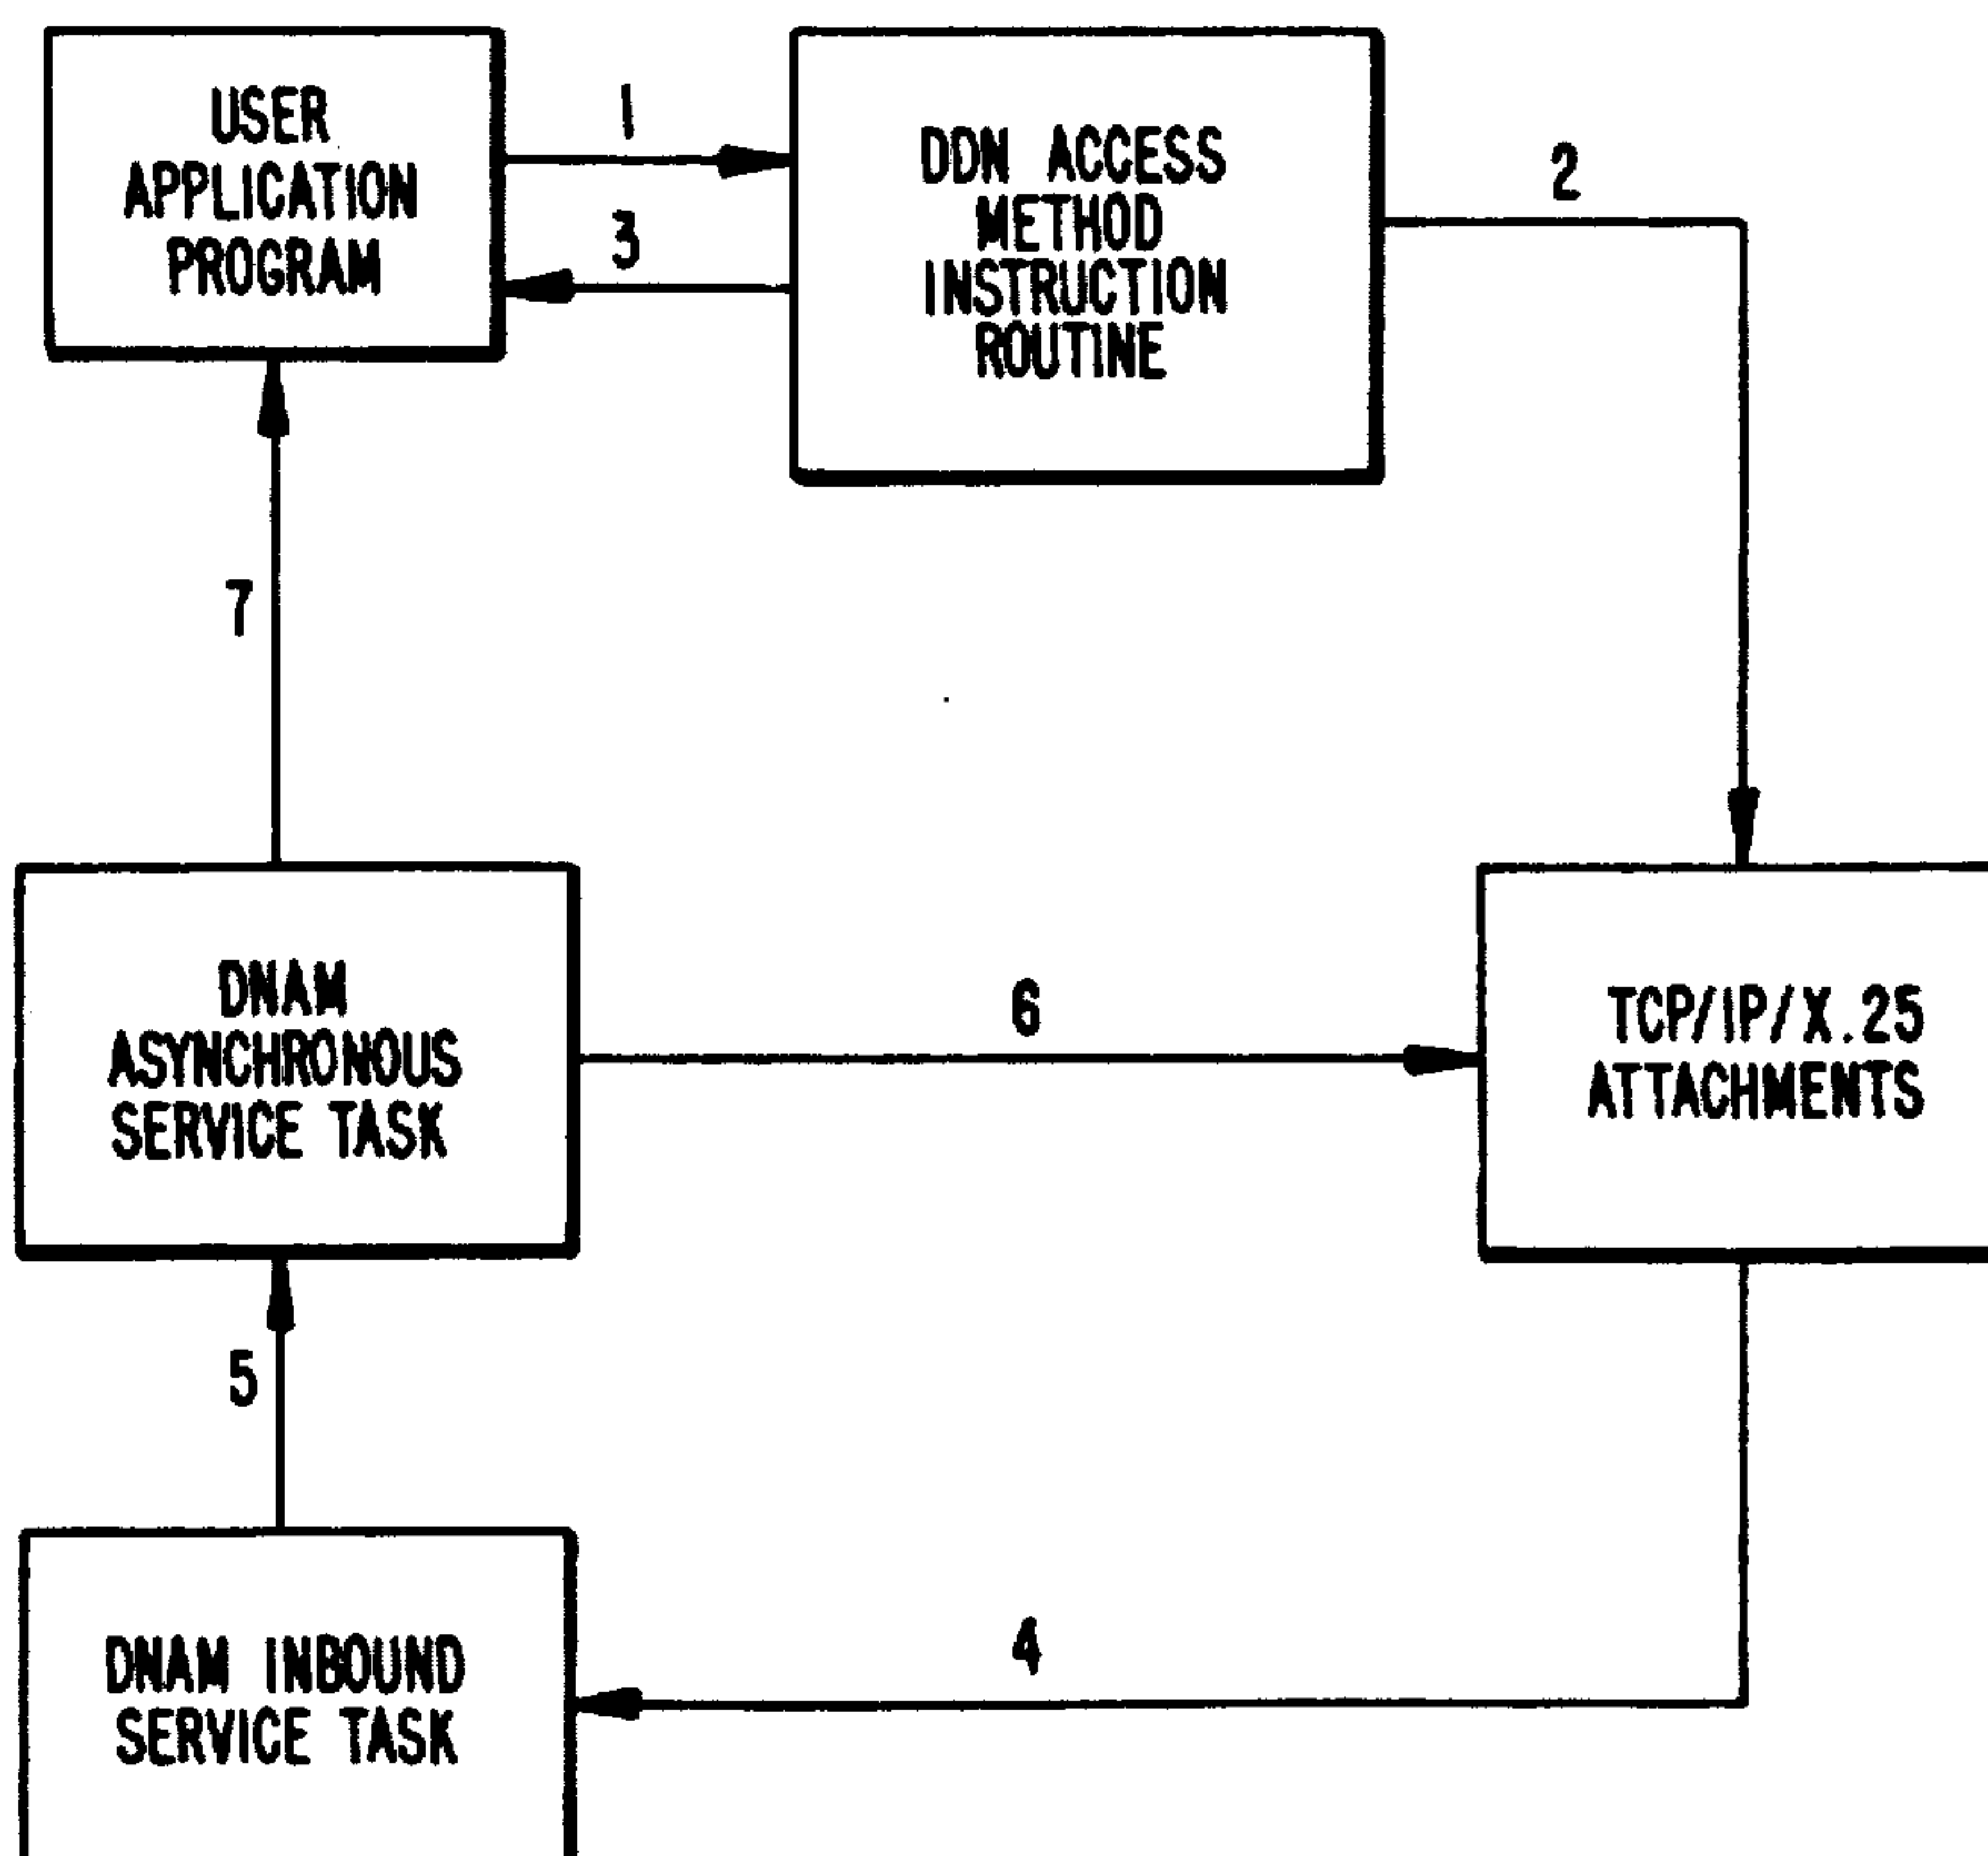 USER
APPLICATION
PROGRAM
1
3
DDN ACCESS
METHOD
INSTRUCTION
ROUTINE
2
7
DNAM
ASYNCHRONOUS
SERVICE TASK
6
TCP/IP/X.25
ATTACHMENTS
5
DNAM INBOUND
SERVICE TASK
4